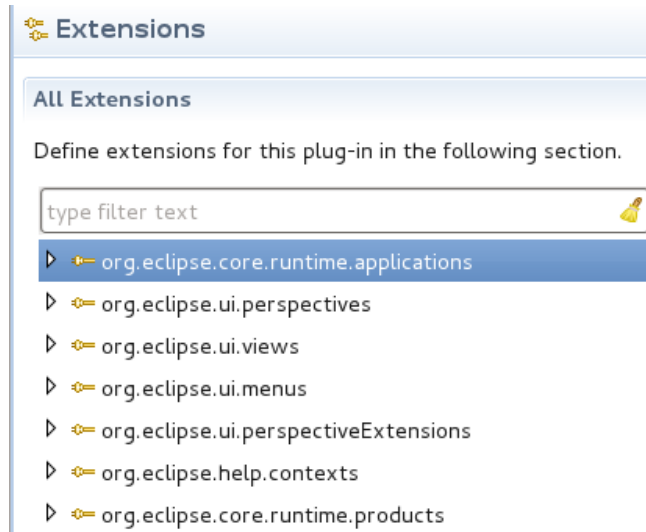 Extensions
All Extensions
Define extensions for this plug-in in the following section.
type filter text
org.eclipse.core.runtime.applications
org.eclipse.ui.perspectives
org.eclipse.ui.views
org.eclipse.ui.menus
org.eclipse.ui.perspectiveExtensions
org.eclipse.help.contexts
org.eclipse.core.runtime.products